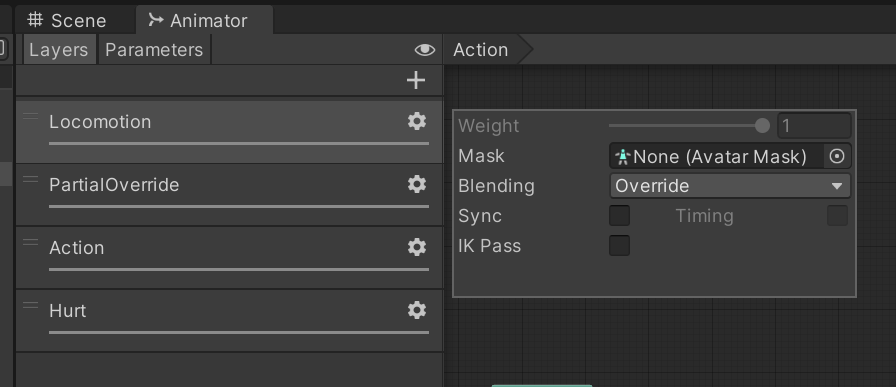 Scene Animator
Layers Parameters Action
Locomotion
PartialOverride
Action
Hurt
Weight 1
Mask None (Avatar Mask)
Blending Override
Sync Timing
IK Pass